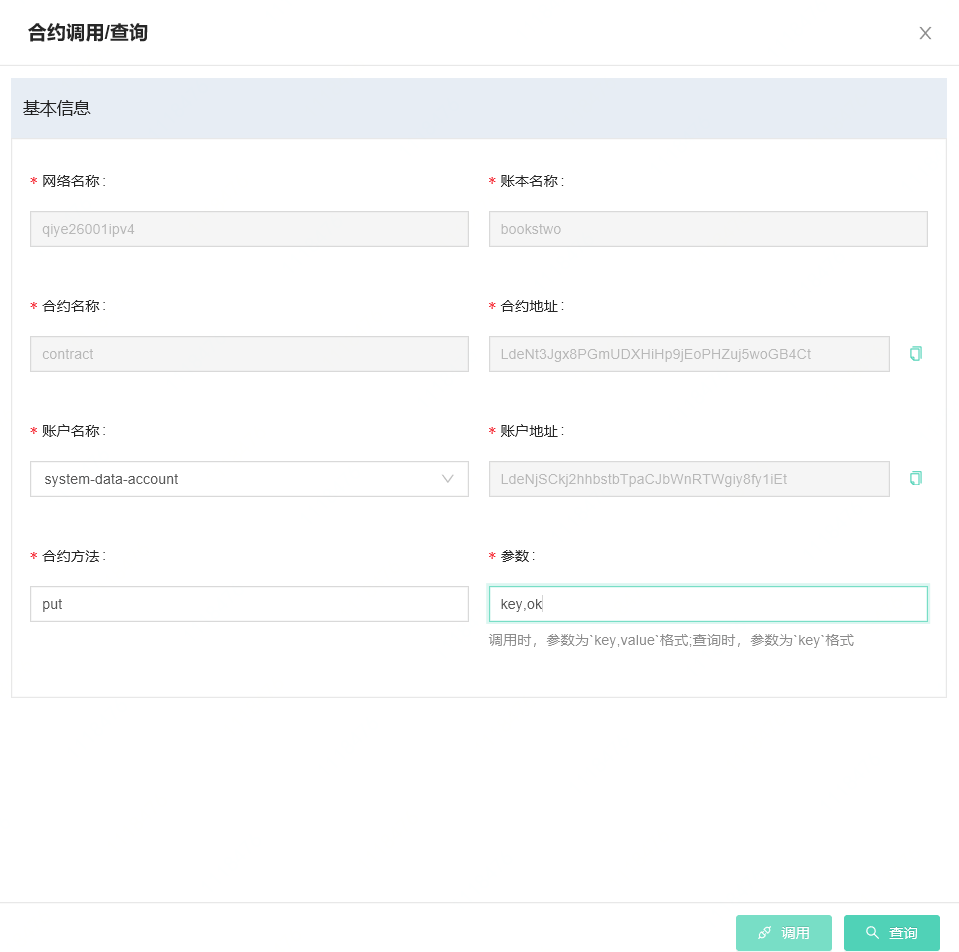 合约调用/查询
基本信息
* 网络名称 :
* 账本名称 :
qiye26001ipv4
bookstwo
* 合约名称 :
* 合约地址 :
contract
LdeNt3Jgx8PGmUDXHiHp9jEoPHZuj5woGB4Ct
* 账户名称 :
* 账户地址 :
system-data-account
LdeNjSCkj2hhbstbTpaCJbWnRTWgiy8fy1iEt
* 合约方法 :
* 参数 :
put
key,ok
调用时，参数为`key,value`格式;查询时，参数为`key`格式
调用
查询